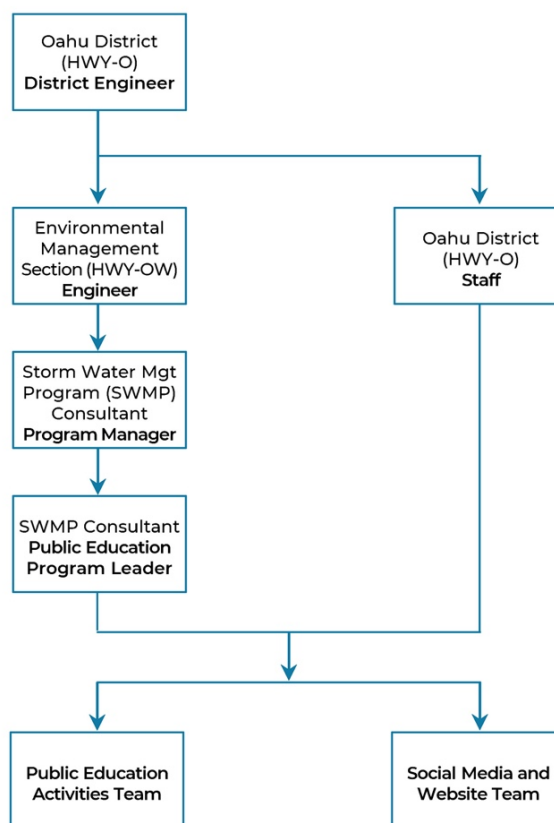 Oahu District
(HWY-O)
District Engineer
Environmental
Management
Section (HWY-OW)
Engineer
Oahu District
(HWY-O)
Staff
Storm Water Mgt
Program (SWMP)
Consultant
Program Manager
SWMP Consultant
Public Education
Program Leader
Public Education
Activities Team
Social Media and
Website Team